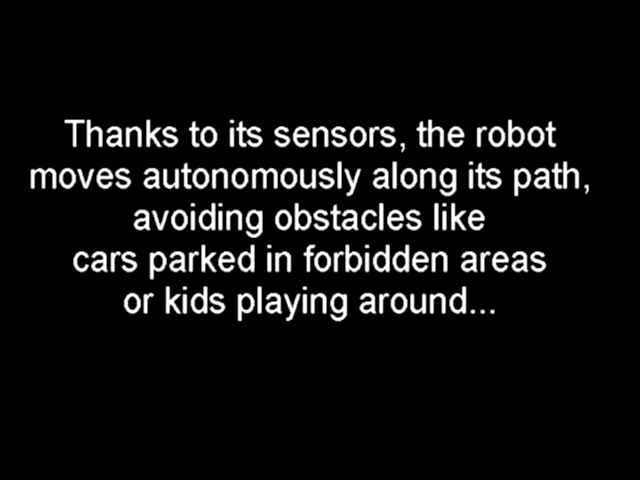 Thanks to its sensors, the robot
moves autonomously along its path,
avoiding obstacles like
cars parked in forbidden areas
or kids playing around...